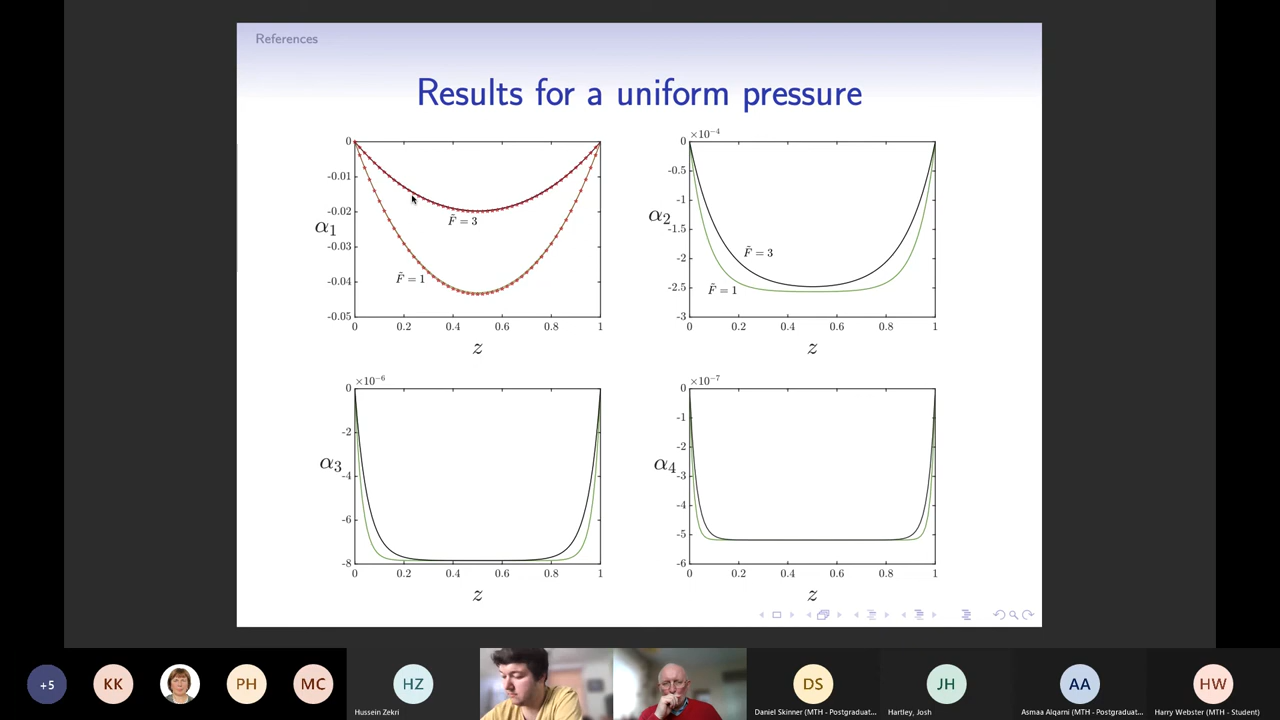 References
Results for a uniform pressure
0
-0.01
-0.02
-0.03
-0.04
-0.05
α₁
F̃ = 3
F̃ = 1
0 0.2 0.4 0.6 0.8 1
z
×10⁻⁴
0
-0.5
-1
-1.5
-2
-2.5
-3
α₂
F̃ = 3
F̃ = 1
0 0.2 0.4 0.6 0.8 1
z
×10⁻⁶
0
-2
-4
-6
-8
α₃
0 0.2 0.4 0.6 0.8 1
z
×10⁻⁷
0
-1
-2
-3
-4
-5
-6
α₄
0 0.2 0.4 0.6 0.8 1
z
+5 KK PH MC HZ DS JH AA HW
Hussein Zekri Daniel Skinner (MTH - Postgraduat... Hartley, Josh Asmaa Alqarni (MTH - Postgraduat... Harry Webster (MTH - Student)